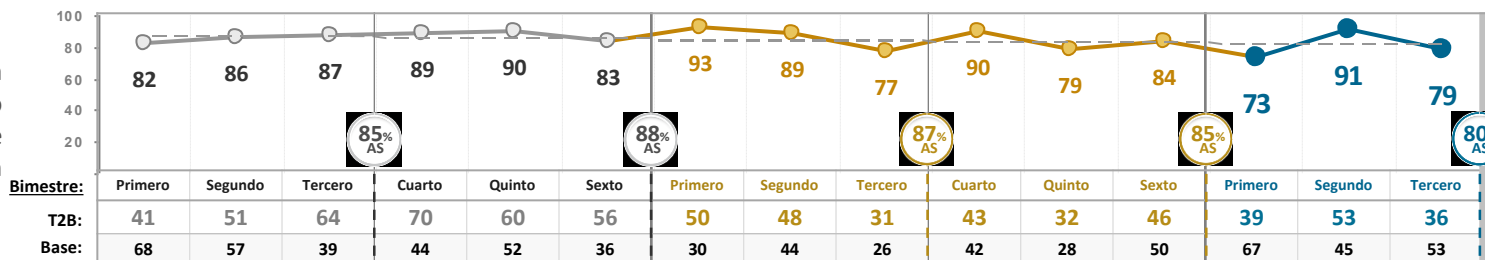 100
80
60
40
20
82 86 87 89 90 83 93 89 77 90 79 84 73 91 79
85% AS 88% AS 87% AS 85% AS 80 AS
Bimestre: Primero Segundo Tercero Cuarto Quinto Sexto Primero Segundo Tercero Cuarto Quinto Sexto Primero Segundo Tercero
T2B: 41 51 64 70 60 56 50 48 31 43 32 46 39 53 36
Base: 68 57 39 44 52 36 30 44 26 42 28 50 67 45 53